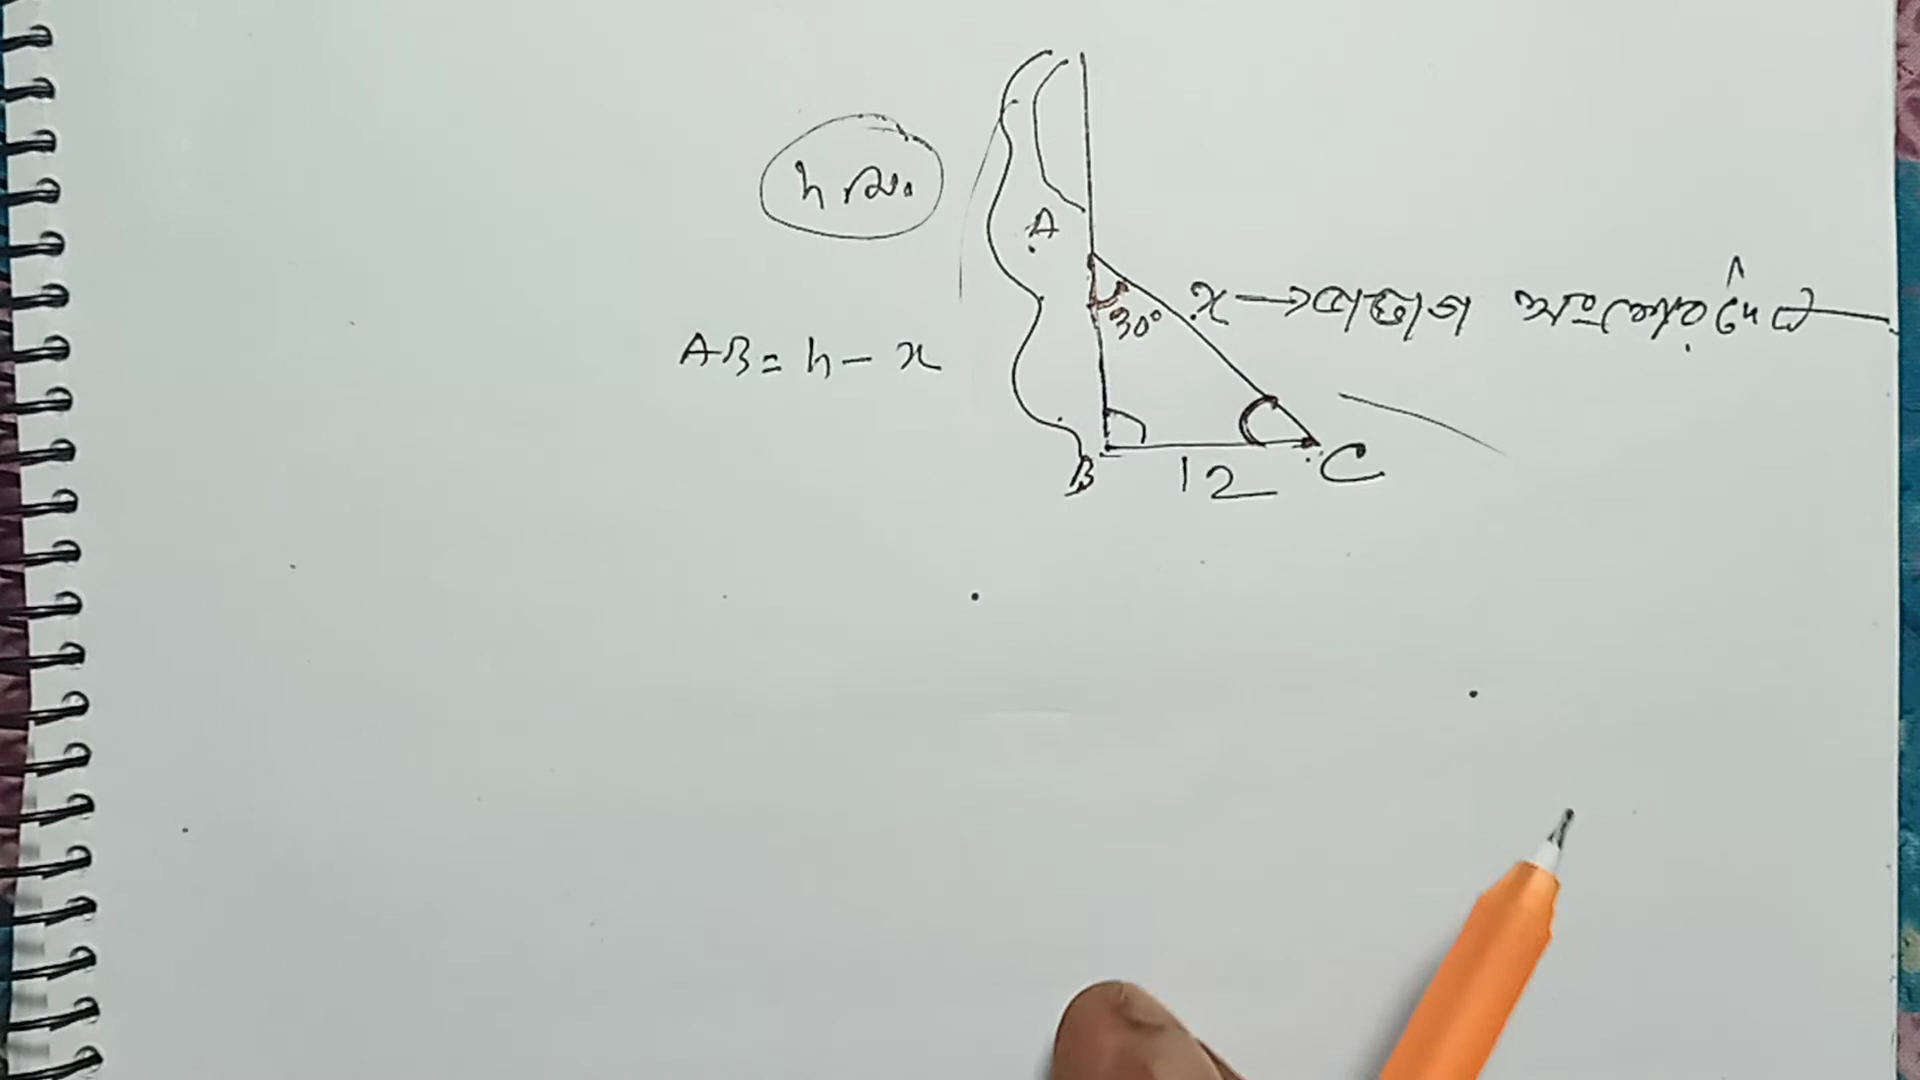 h মি.
A
30°
x → ভাঙা অংশের দৈর্ঘ্য
AB = h - x
B 12 C